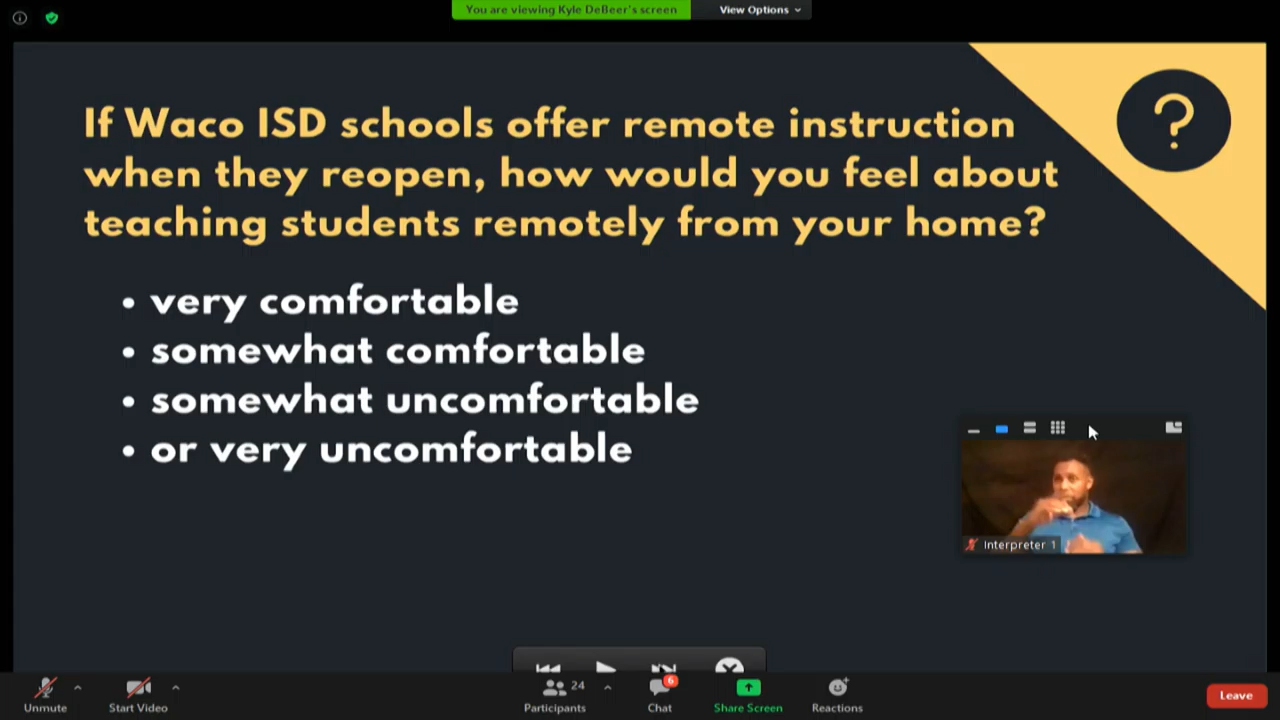 You are viewing Kyle DeBeer's screen
View Options
If Waco ISD schools offer remote instruction
when they reopen, how would you feel about
teaching students remotely from your home?
• very comfortable
• somewhat comfortable
• somewhat uncomfortable
• or very uncomfortable
?
Interpreter 1
Unmute
Start Video
24
Participants
6
Chat
Share Screen
Reactions
Leave